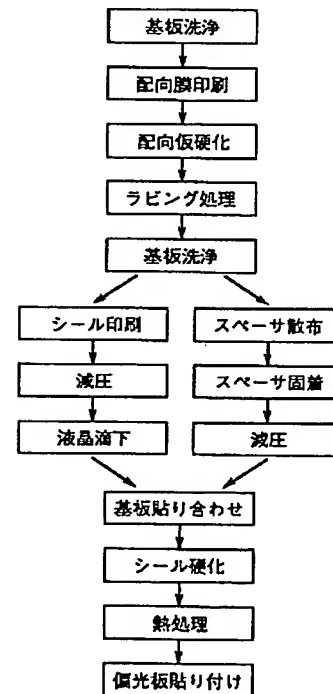 基板洗浄
配向膜印刷
配向仮硬化
ラビング処理
基板洗浄
シール印刷
減圧
液晶滴下
スペーサ散布
スペーサ固着
減圧
基板貼り合わせ
シール硬化
熱処理
偏光板貼り付け